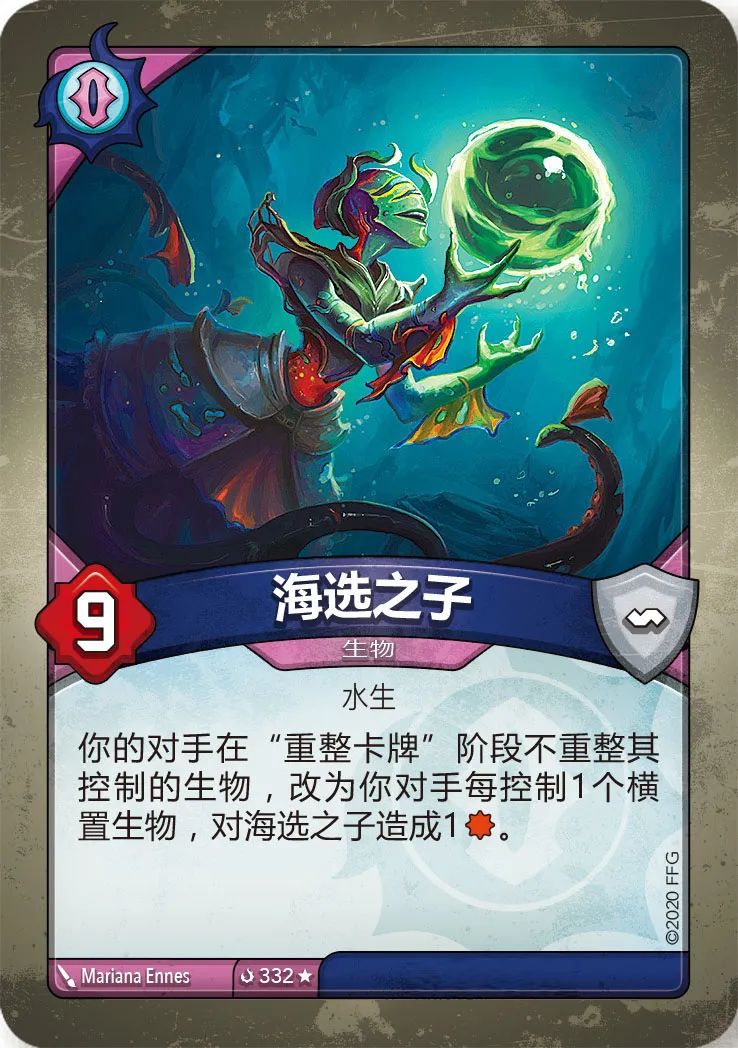 9
海选之子
生物
水生
你的对手在“重整卡牌”阶段不重整其
控制的生物，改为你对手每控制1个横
置生物，对海选之子造成1。
©2020 FFG
Mariana Ennes
332